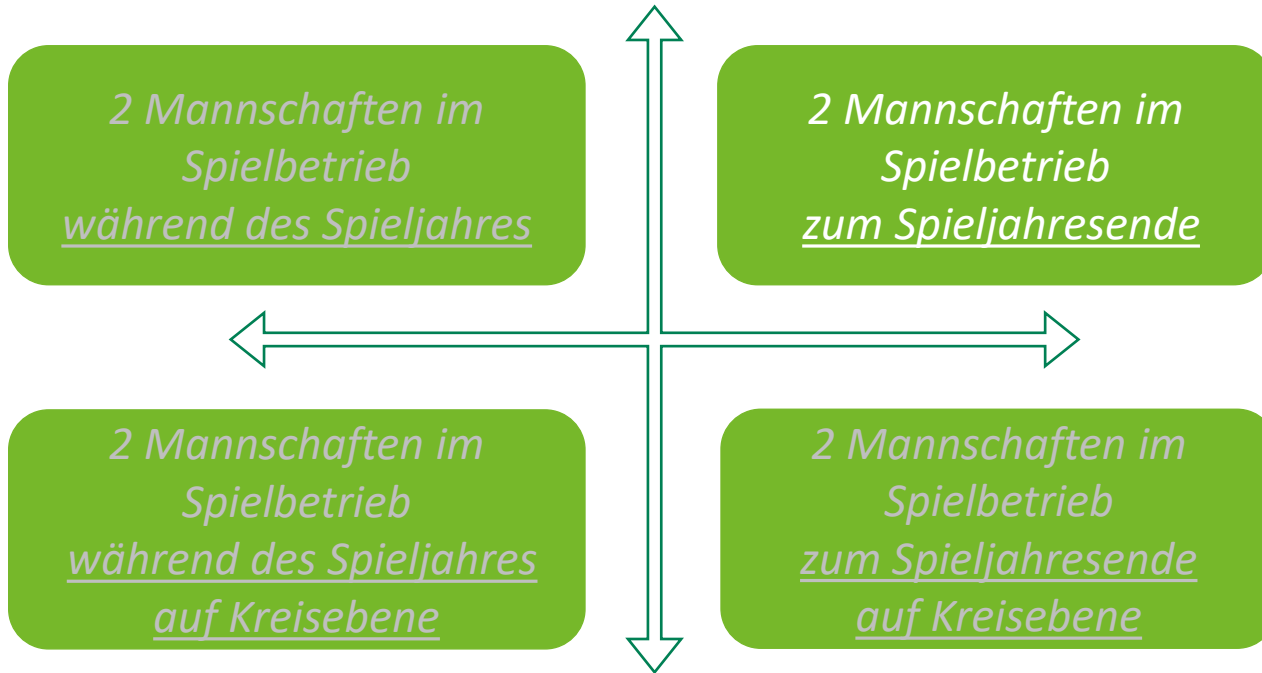 2 Mannschaften im
Spielbetrieb
während des Spieljahres
2 Mannschaften im
Spielbetrieb
zum Spieljahresende
2 Mannschaften im
Spielbetrieb
während des Spieljahres
auf Kreisebene
2 Mannschaften im
Spielbetrieb
zum Spieljahresende
auf Kreisebene